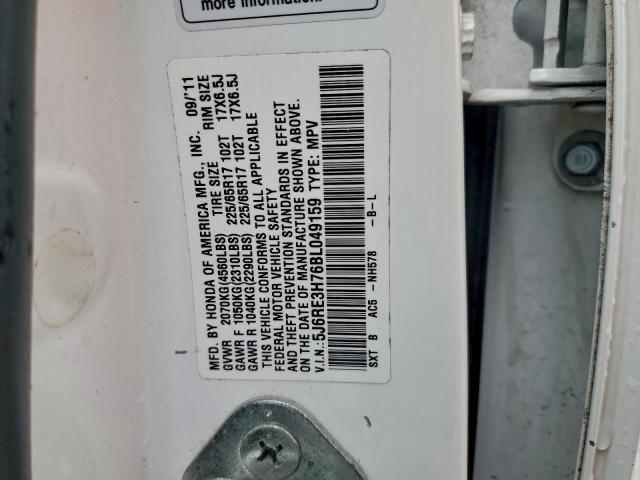 more information.
MFD. BY HONDA OF AMERICA MFG., INC. 09/'11
GVWR 2070KG(4560LBS) TIRE SIZE RIM SIZE
GAWR F 1050KG(2310LBS) 225/65R17 102T 17X6.5J
GAWR R 1040KG(2290LBS) 225/65R17 102T 17X6.5J
THIS VEHICLE CONFORMS TO ALL APPLICABLE
FEDERAL MOTOR VEHICLE SAFETY
AND THEFT PREVENTION STANDARDS IN EFFECT
ON THE DATE OF MANUFACTURE SHOWN ABOVE.
V.I.N.:5J6RE3H76BL049159 TYPE: MPV
SXT B AC5 -NH578 -B-L